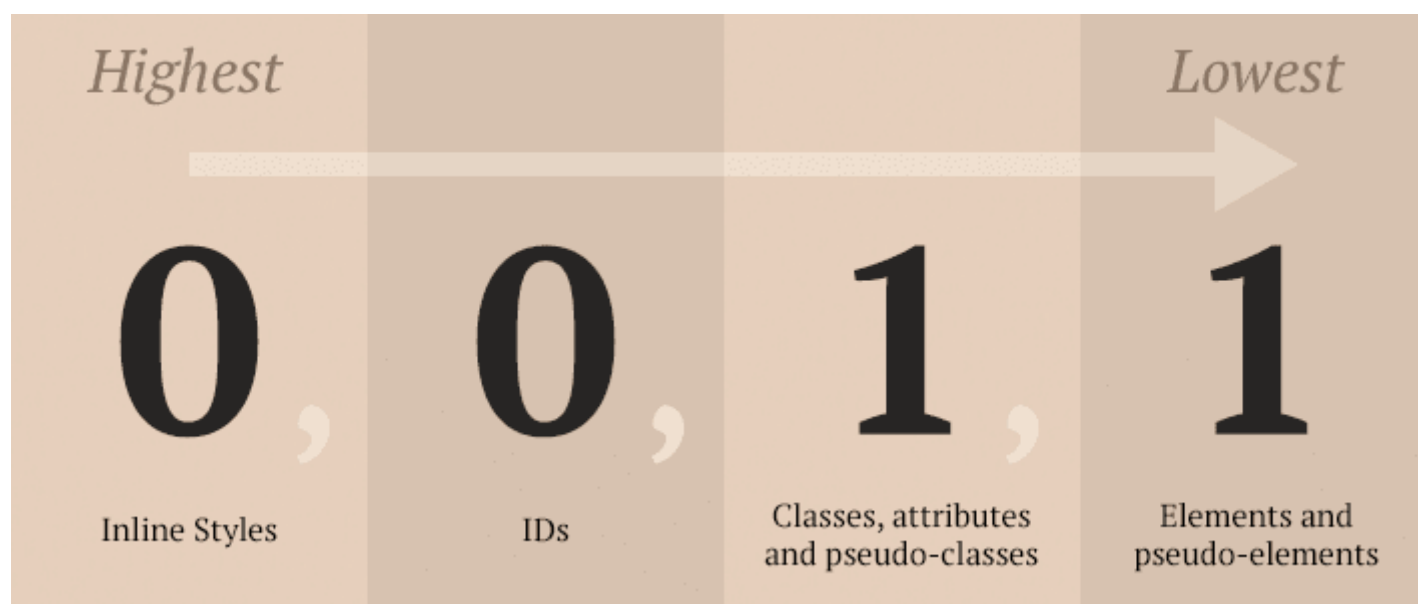 Highest
Lowest
0, 0, 1, 1
Inline Styles
IDs
Classes, attributes
and pseudo-classes
Elements and
pseudo-elements